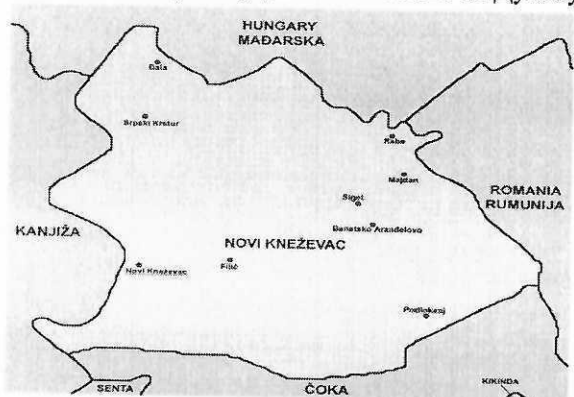 HUNGARY
MAĐARSKA
Đala
Srpski Krstur
Rabe
Majdan
Siget
ROMANIA
RUMUNIJA
Banatsko Aranđelovo
KANJIŽA
NOVI KNEŽEVAC
Novi Kneževac
Filić
Podlokanj
SENTA
ČOKA
KIKINDA